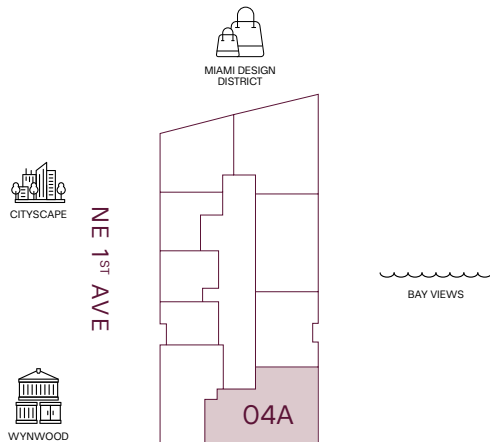 MIAMI DESIGN
DISTRICT
CITYSCAPE
NE 1ST AVE
BAY VIEWS
04A
WYNWOOD